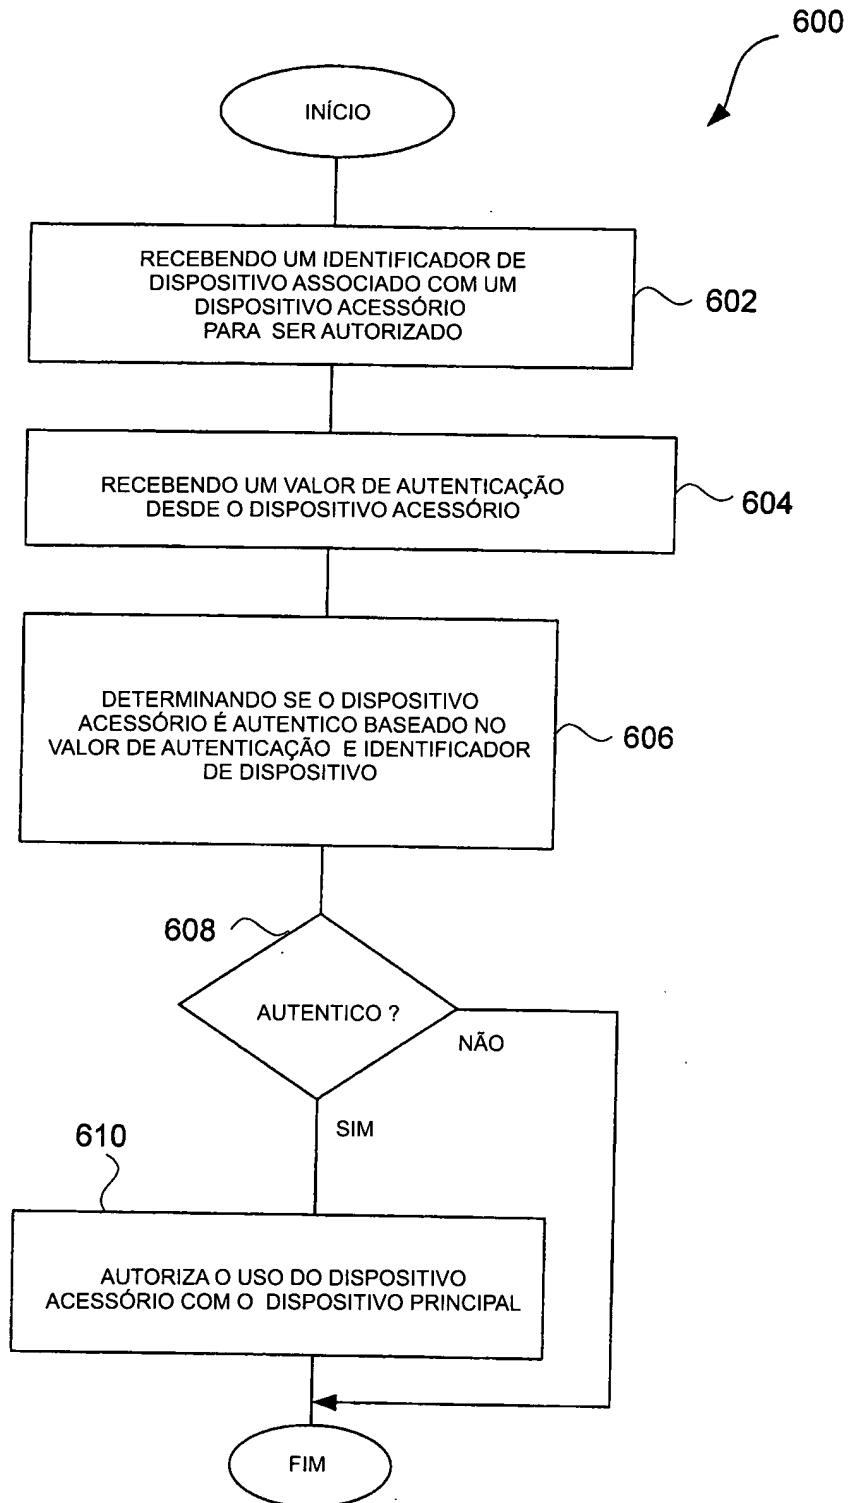 600
INÍCIO
RECEBENDO UM IDENTIFICADOR DE
DISPOSITIVO ASSOCIADO COM UM
DISPOSITIVO ACESSÓRIO
PARA SER AUTORIZADO
602
RECEBENDO UM VALOR DE AUTENTICAÇÃO
DESDE O DISPOSITIVO ACESSÓRIO
604
DETERMINANDO SE O DISPOSITIVO
ACESSÓRIO É AUTENTICO BASEADO NO
VALOR DE AUTENTICAÇÃO E IDENTIFICADOR
DE DISPOSITIVO
606
608
AUTENTICO ?
NÃO
SIM
610
AUTORIZA O USO DO DISPOSITIVO
ACESSÓRIO COM O DISPOSITIVO PRINCIPAL
FIM